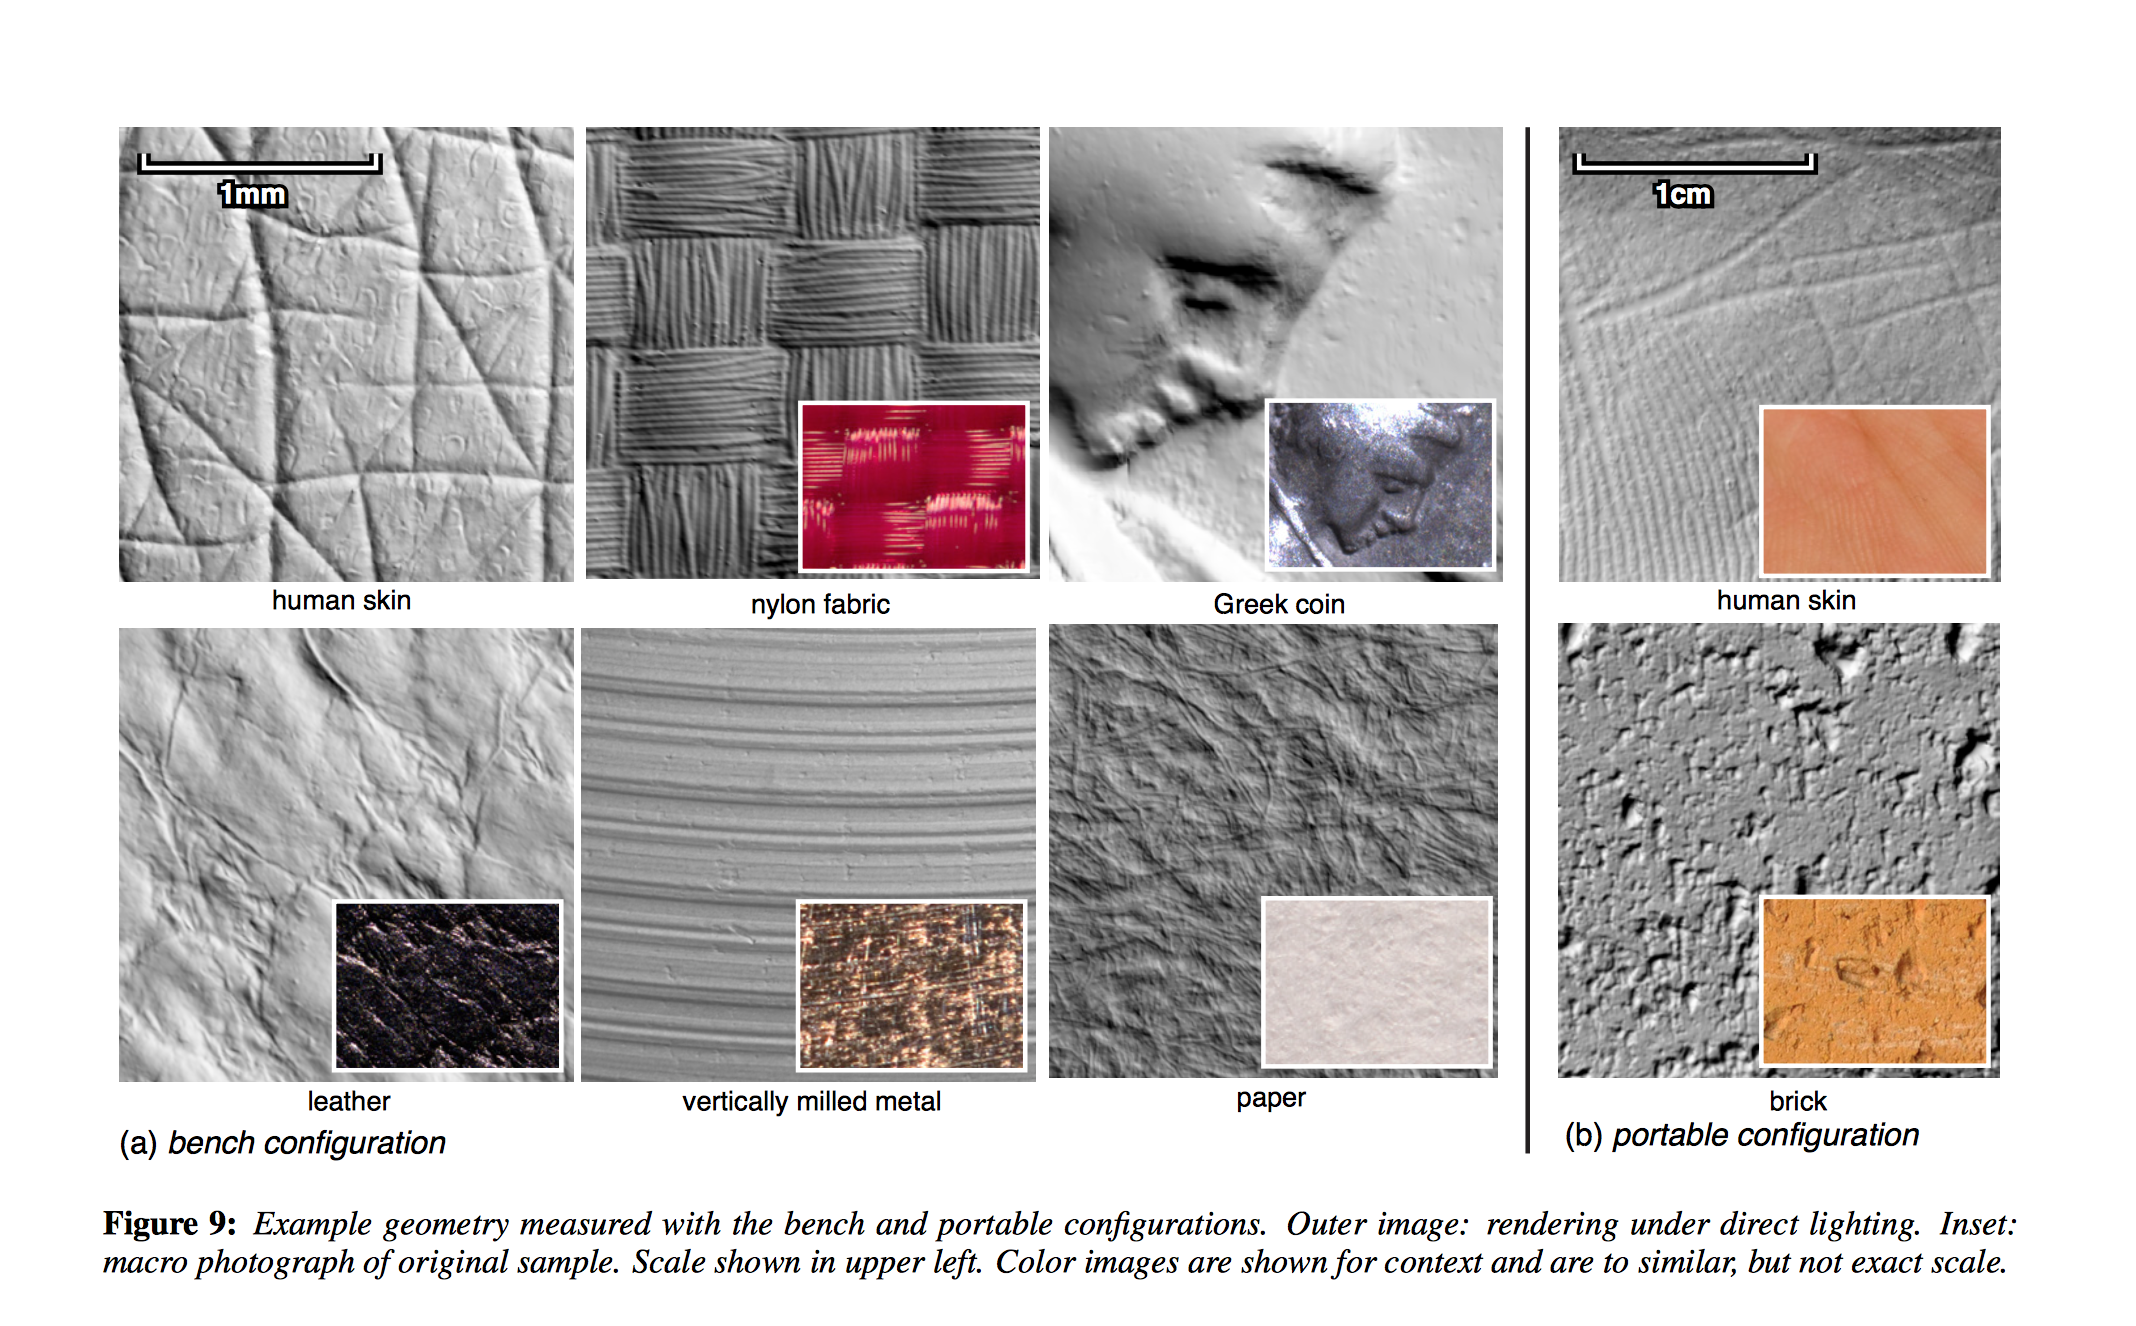 1mm
1cm
human skin
nylon fabric
Greek coin
human skin
leather
vertically milled metal
paper
brick
(a) bench configuration
(b) portable configuration
Figure 9: Example geometry measured with the bench and portable configurations. Outer image: rendering under direct lighting. Inset:
macro photograph of original sample. Scale shown in upper left. Color images are shown for context and are to similar, but not exact scale.